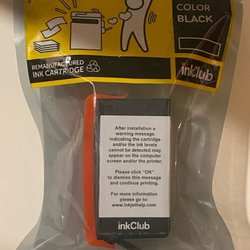 COLOR
BLACK
REMANUFACTURED
INK CARTRIDGE
inkClub
After installation a
warning message
indicating the cartridge
and/or the ink levels
cannot be detected may
appear on the computer
screen and/or the printer.
Please click "OK"
to dismiss this message
and continue printing.
For more information
please go to:
www.inkjethelp.com
inkClub